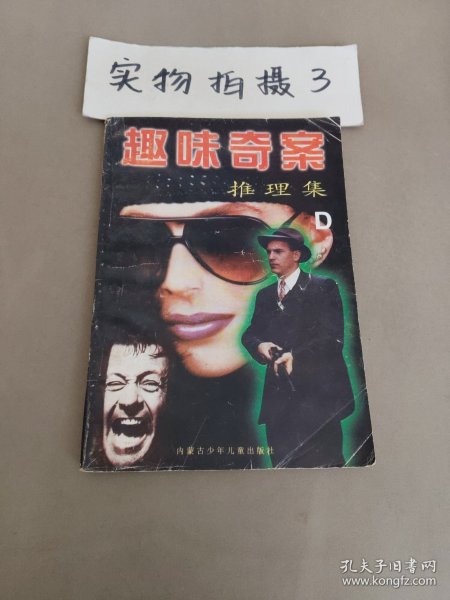 实物拍摄3
趣味奇案
推理集
D
内蒙古少年儿童出版社
孔夫子旧书网
www.kongfz.com